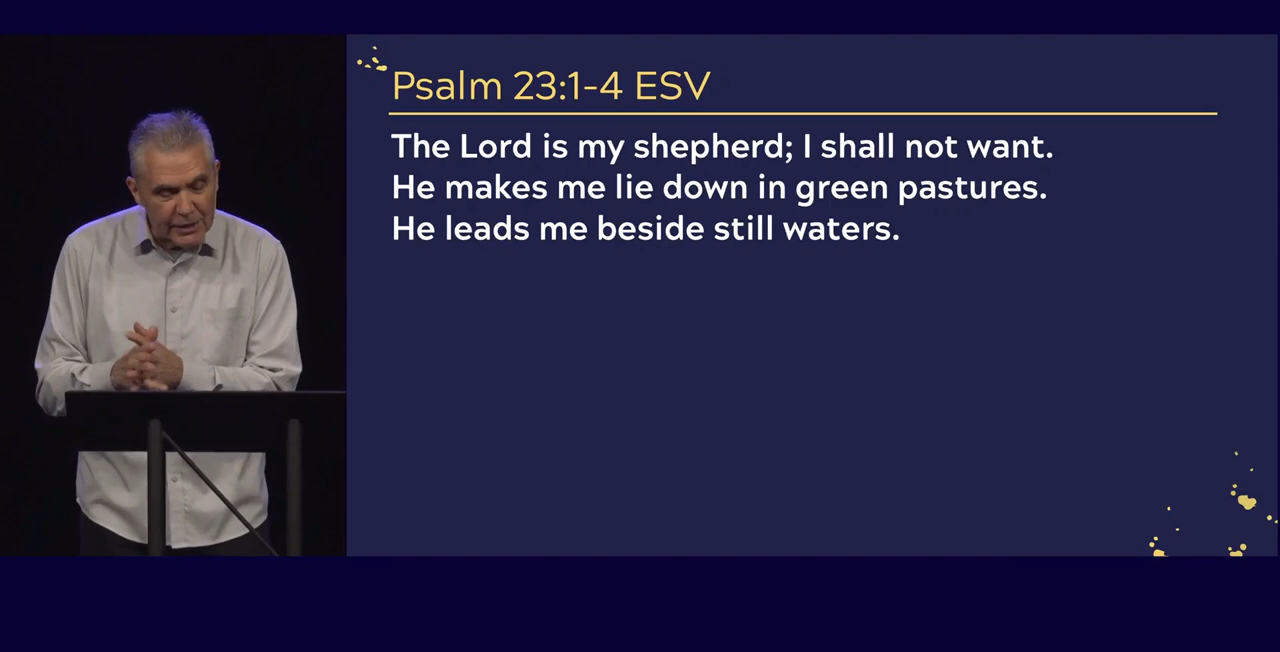 Psalm 23:1-4 ESV
The Lord is my shepherd; I shall not want.
He makes me lie down in green pastures.
He leads me beside still waters.